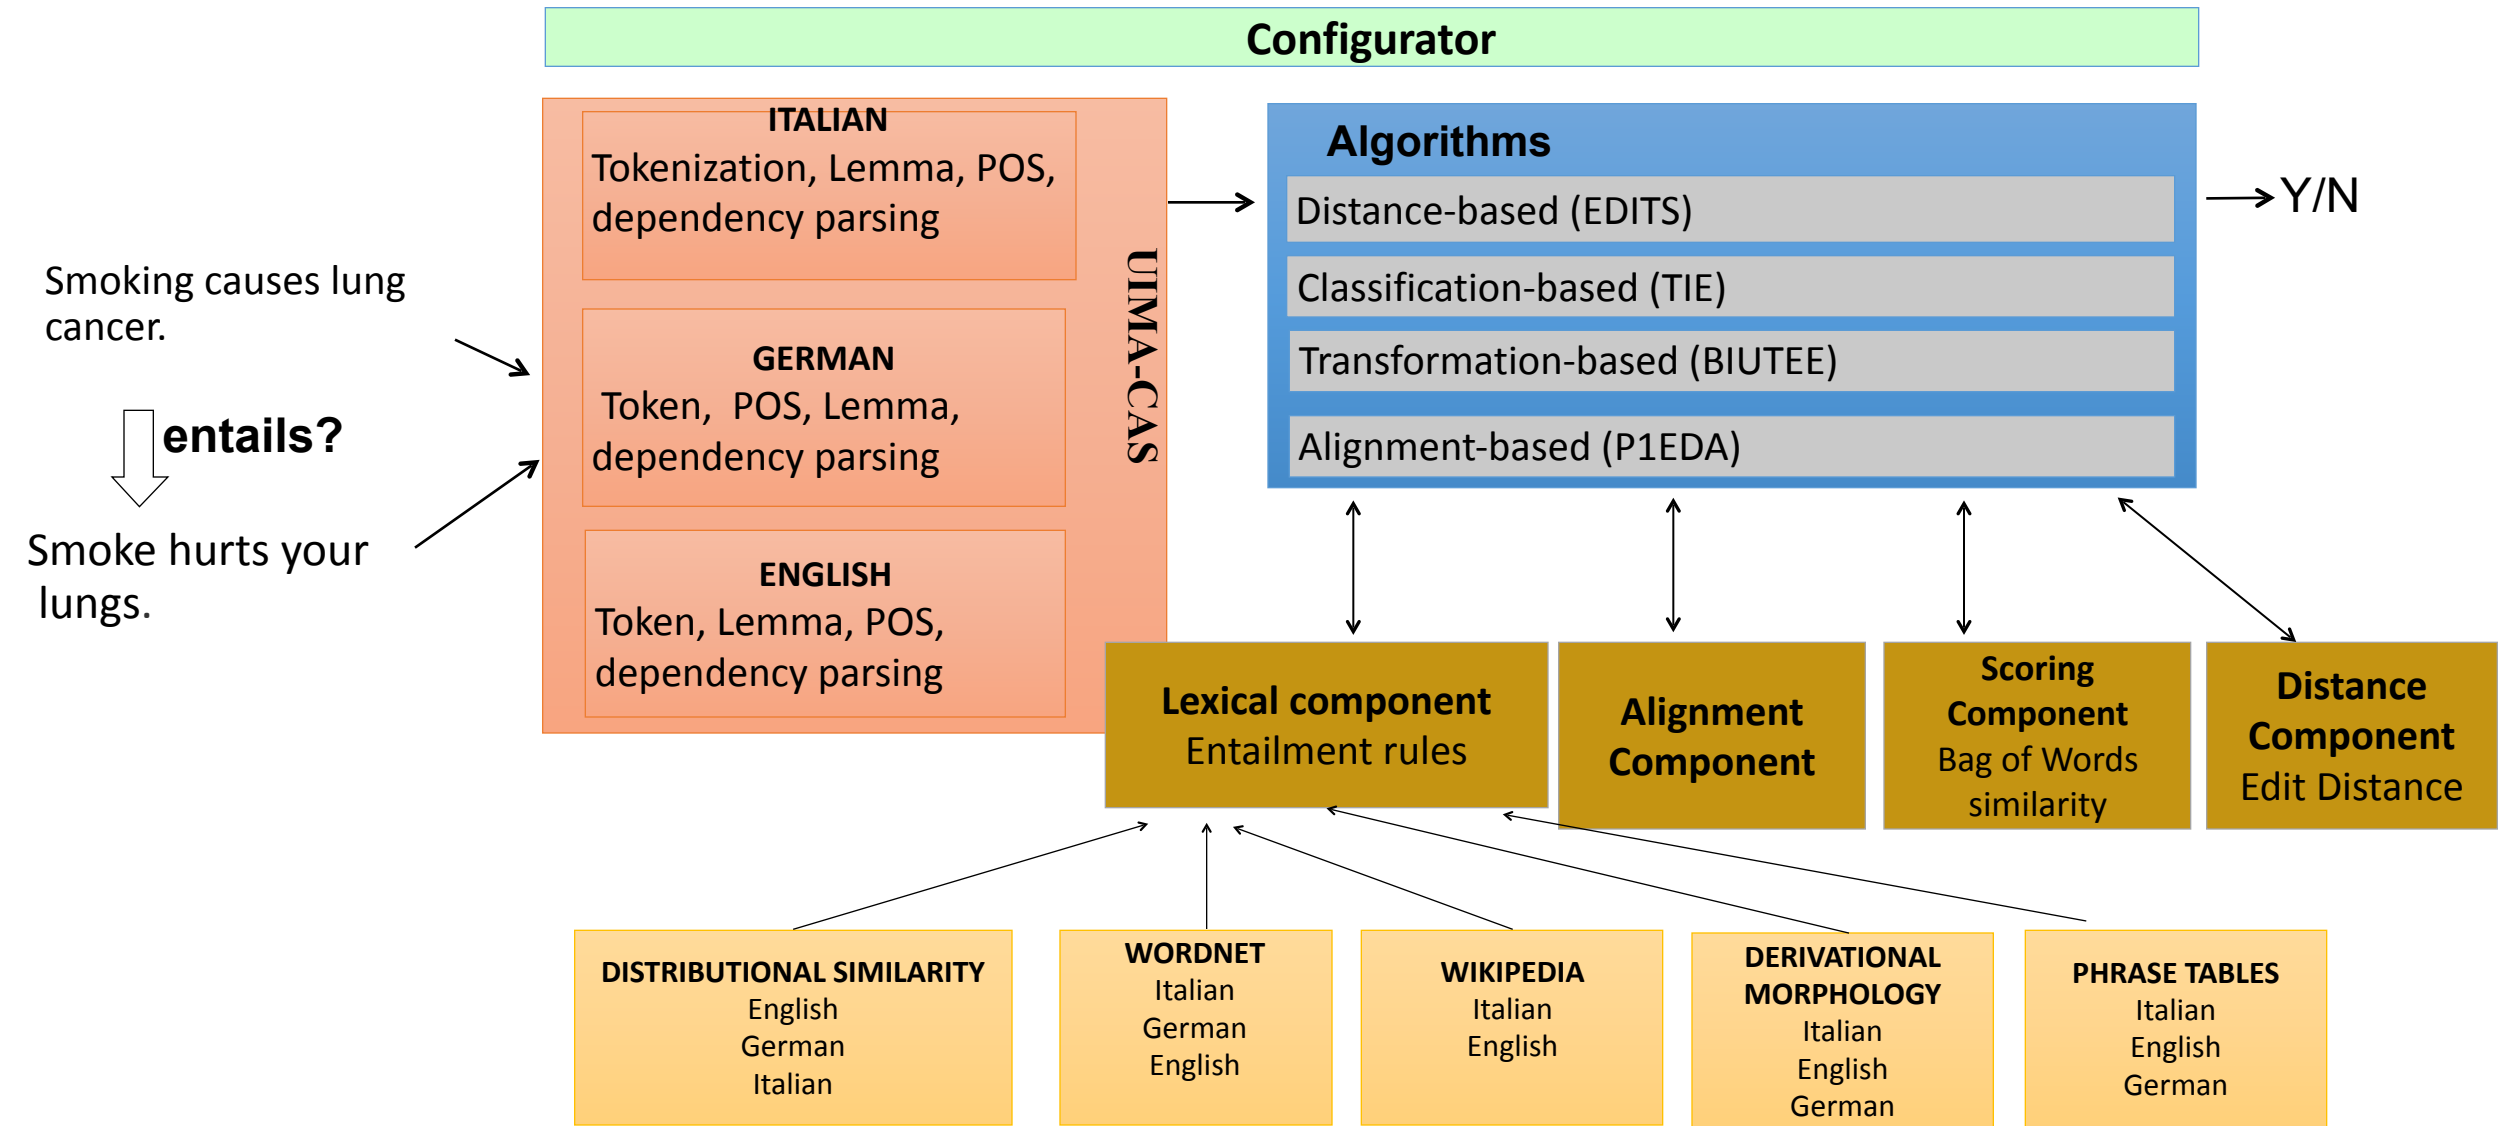 Configurator
Smoking causes lung
cancer.
entails?
Smoke hurts your
lungs.
ITALIAN
Tokenization, Lemma, POS,
dependency parsing
GERMAN
Token, POS, Lemma,
dependency parsing
ENGLISH
Token, Lemma, POS,
dependency parsing
UIMA-CAS
Algorithms
Distance-based (EDITS)
Classification-based (TIE)
Transformation-based (BIUTEE)
Alignment-based (P1EDA)
Y/N
Lexical component
Entailment rules
Alignment
Component
Scoring
Component
Bag of Words
similarity
Distance
Component
Edit Distance
DISTRIBUTIONAL SIMILARITY
English
German
Italian
WORDNET
Italian
German
English
WIKIPEDIA
Italian
English
DERIVATIONAL
MORPHOLOGY
Italian
English
German
PHRASE TABLES
Italian
English
German